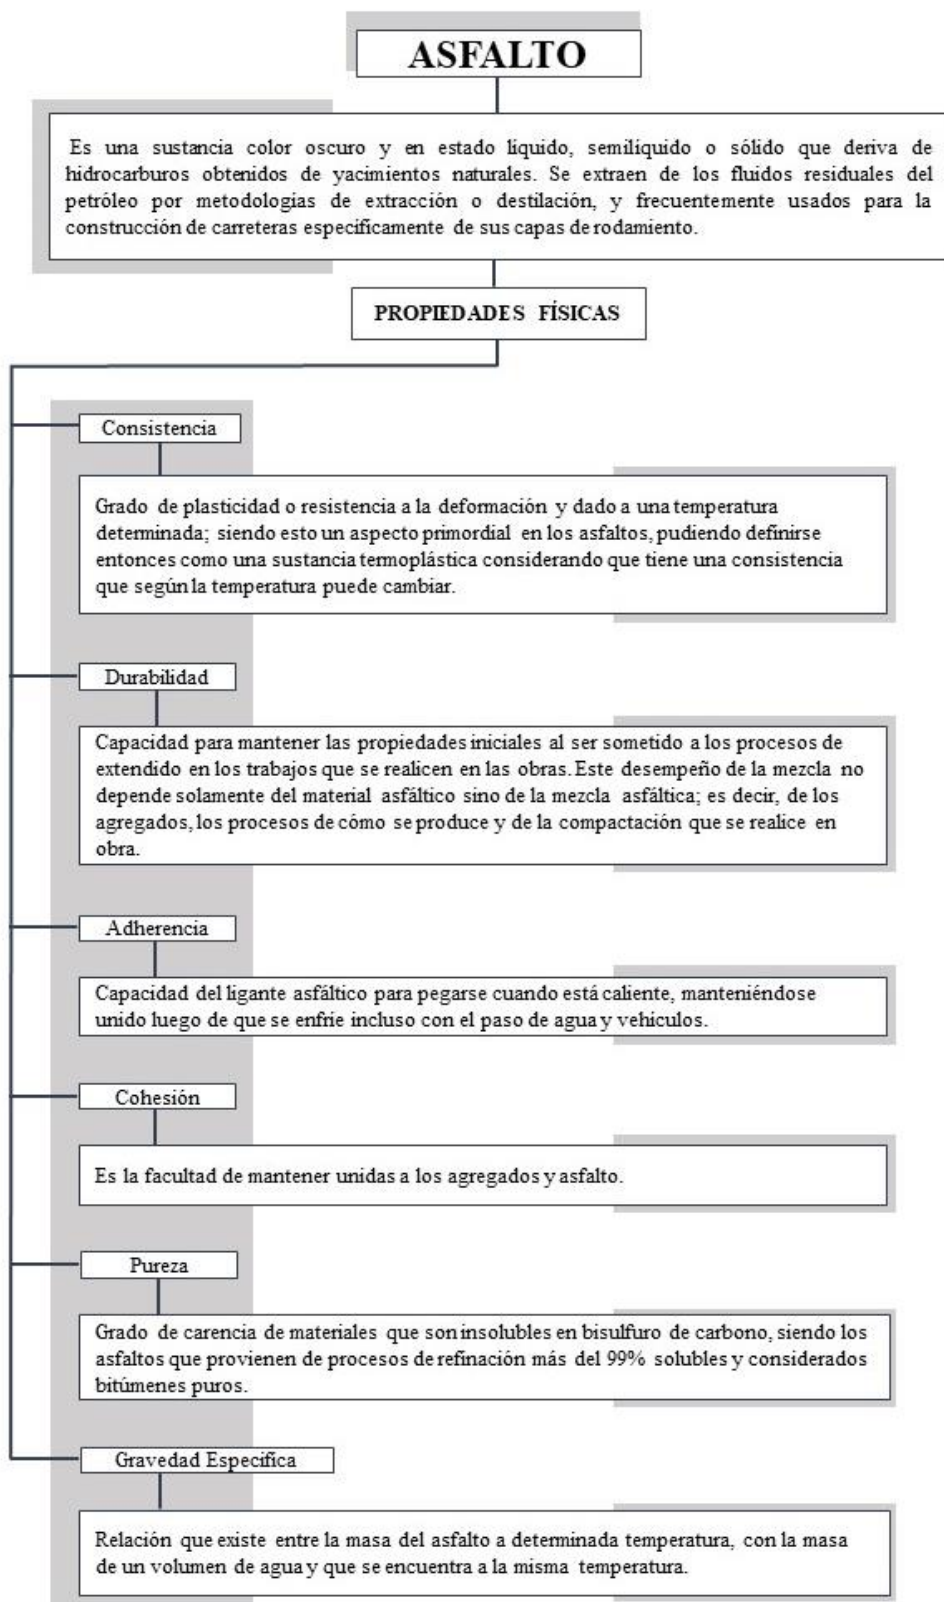 ASFALTO
Es una sustancia color oscuro y en estado líquido, semilíquido o sólido que deriva de
hidrocarburos obtenidos de yacimientos naturales. Se extraen de los fluidos residuales del
petróleo por metodologías de extracción o destilación, y frecuentemente usados para la
construcción de carreteras específicamente de sus capas de rodamiento.
PROPIEDADES FÍSICAS
Consistencia
Grado de plasticidad o resistencia a la deformación y dado a una temperatura
determinada; siendo esto un aspecto primordial en los asfaltos, pudiendo definirse
entonces como una sustancia termoplástica considerando que tiene una consistencia
que según la temperatura puede cambiar.
Durabilidad
Capacidad para mantener las propiedades iniciales al ser sometido a los procesos de
extendido en los trabajos que se realicen en las obras. Este desempeño de la mezcla no
depende solamente del material asfáltico sino de la mezcla asfáltica; es decir, de los
agregados, los procesos de cómo se produce y de la compactación que se realice en
obra.
Adherencia
Capacidad del ligante asfáltico para pegarse cuando está caliente, manteniéndose
unido luego de que se enfríe incluso con el paso de agua y vehículos.
Cohesión
Es la facultad de mantener unidas a los agregados y asfalto.
Pureza
Grado de carencia de materiales que son insolubles en bisulfuro de carbono, siendo los
asfaltos que provienen de procesos de refinación más del 99% solubles y considerados
bitúmenes puros.
Gravedad Específica
Relación que existe entre la masa del asfalto a determinada temperatura, con la masa
de un volumen de agua y que se encuentra a la misma temperatura.